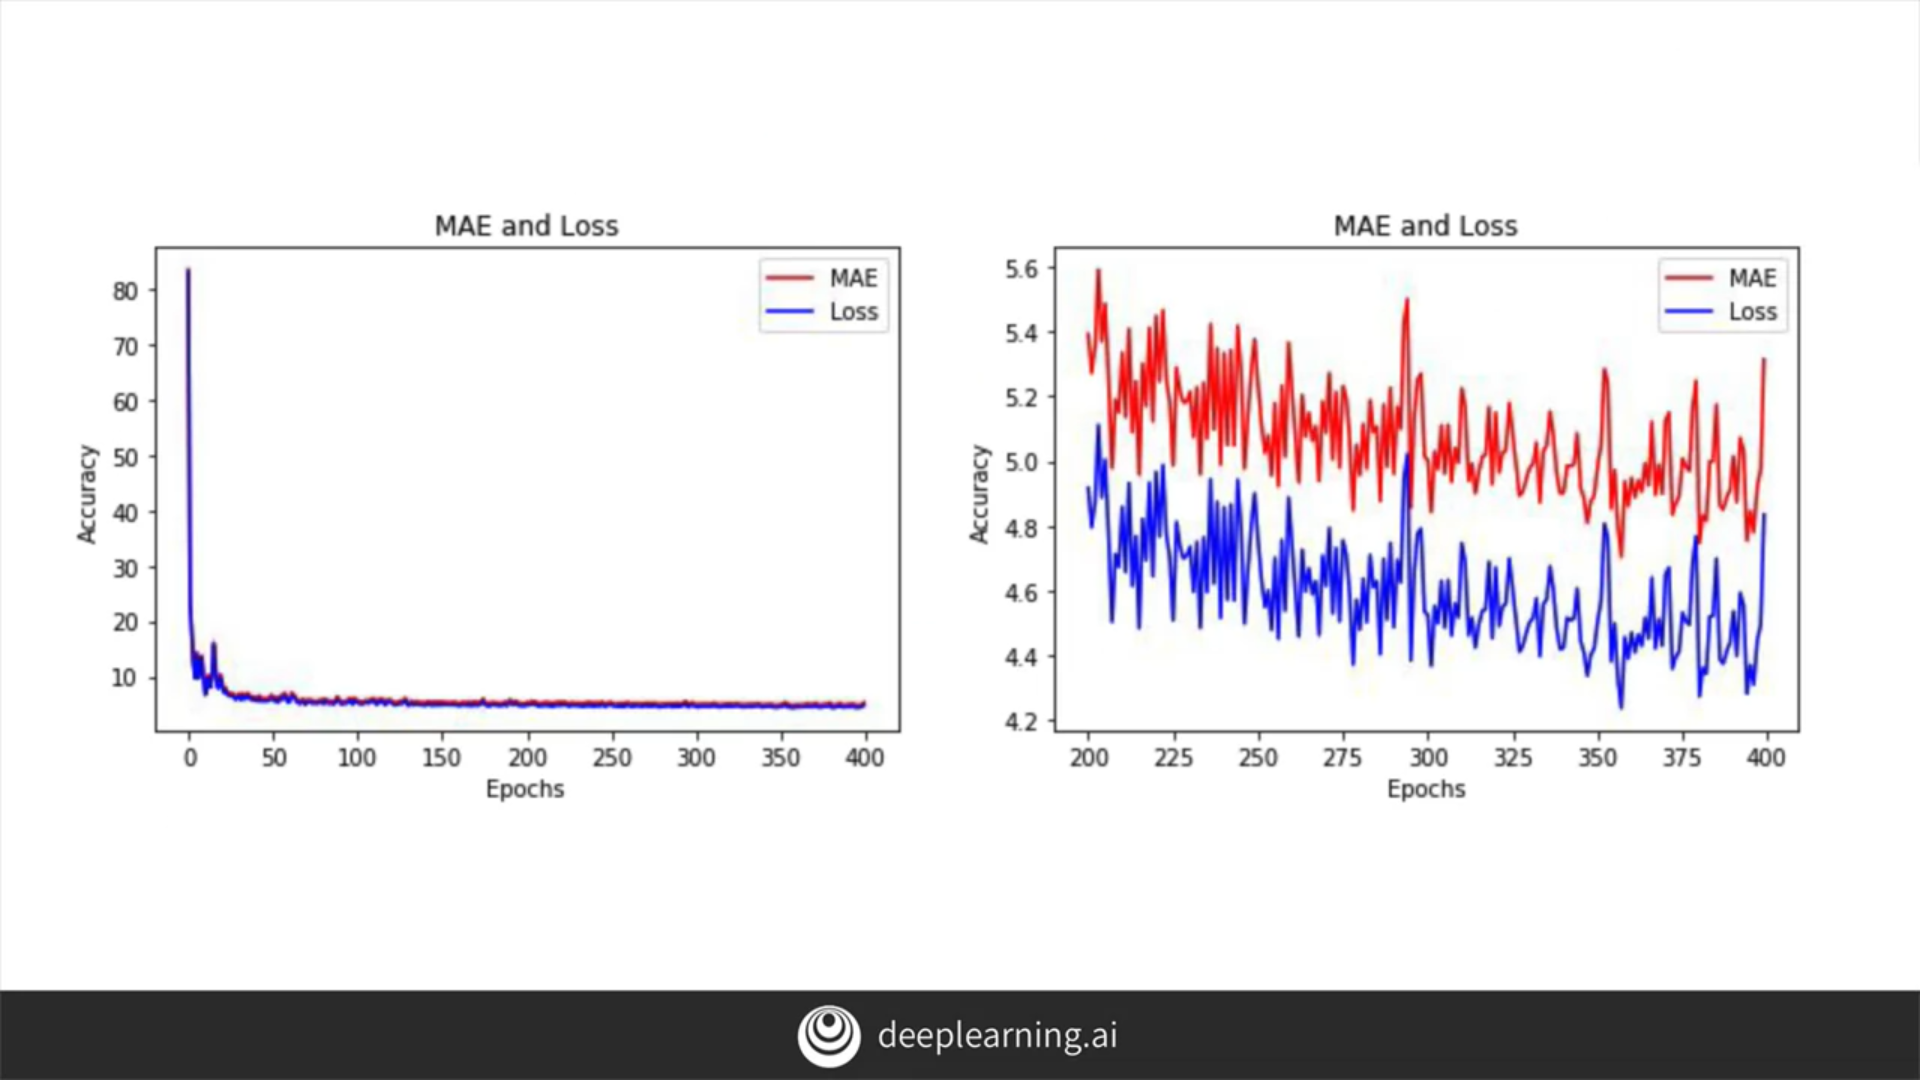 MAE and Loss
MAE
Loss
80
70
60
50
40
30
20
10
Accuracy
0 50 100 150 200 250 300 350 400
Epochs
MAE and Loss
MAE
Loss
5.6
5.4
5.2
5.0
4.8
4.6
4.4
4.2
Accuracy
200 225 250 275 300 325 350 375 400
Epochs
deeplearning.ai